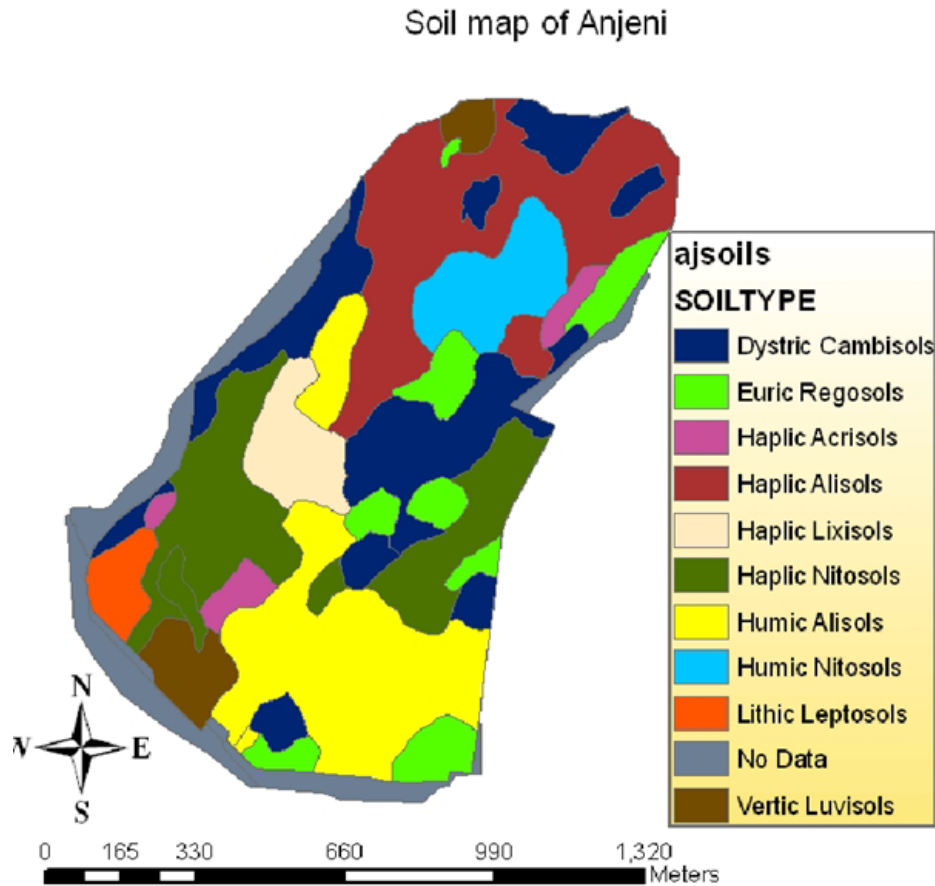 Soil map of Anjeni
ajsoils
SOILTYPE
Dystric Cambisols
Euric Regosols
Haplic Acrisols
Haplic Alisols
Haplic Lixisols
Haplic Nitosols
Humic Alisols
Humic Nitosols
Lithic Leptosols
No Data
Vertic Luvisols
N
W E
S
0 165 330 660 990 1,320
Meters